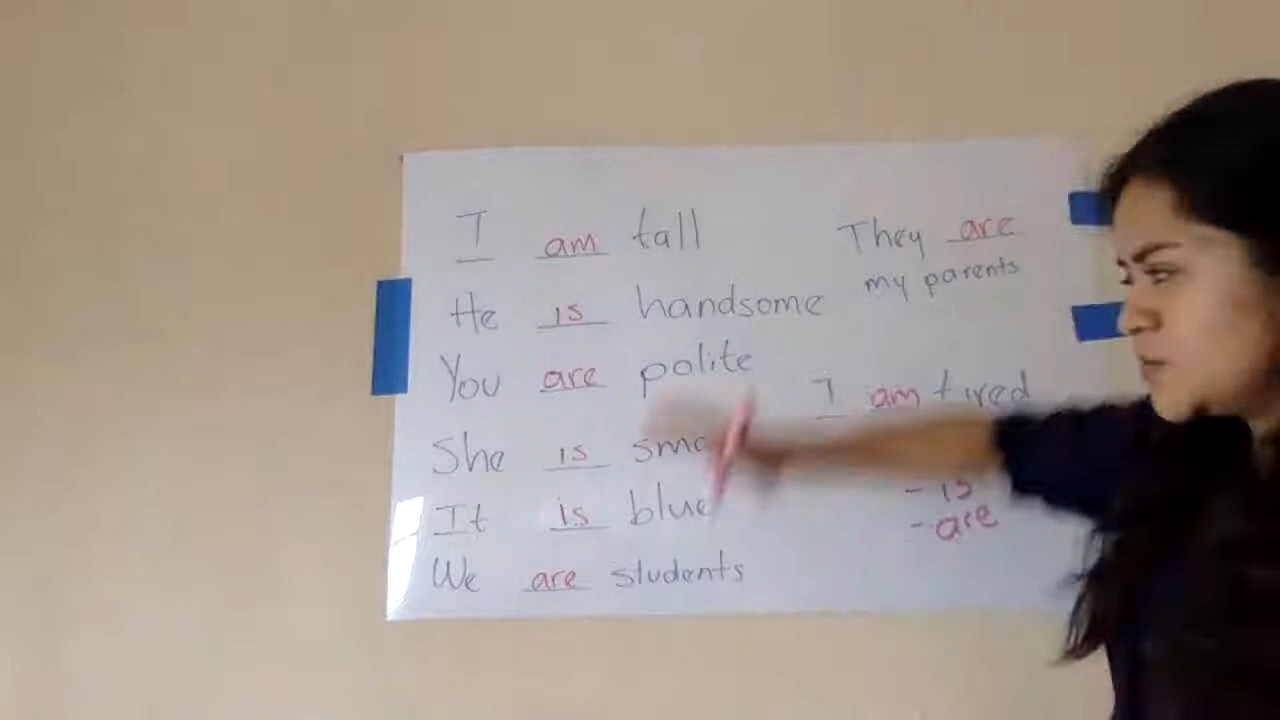 I am tall
He is handsome
You are polite
She is
It is blue
We are students
They are
my parents
I am tired
- is
- are